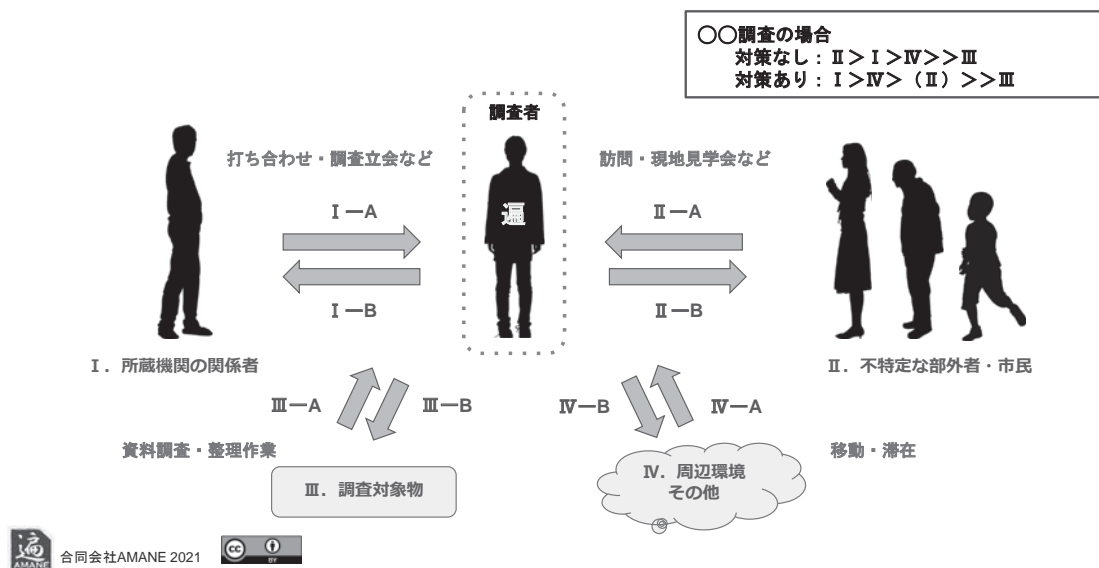 〇〇調査の場合
対策なし：Ⅱ＞Ⅰ＞Ⅳ＞＞Ⅲ
対策あり：Ⅰ＞Ⅳ＞（Ⅱ）＞＞Ⅲ
調査者
打ち合わせ・調査立会など
訪問・現地見学会など
遍
Ⅰ―A
Ⅱ―A
Ⅰ―B
Ⅱ―B
Ⅰ．所蔵機関の関係者
Ⅱ．不特定な部外者・市民
Ⅲ―A
Ⅲ―B
Ⅳ―B
Ⅳ―A
資料調査・整理作業
移動・滞在
Ⅲ．調査対象物
Ⅳ．周辺環境
その他
遍
AMANE
合同会社AMANE 2021
cc
BY